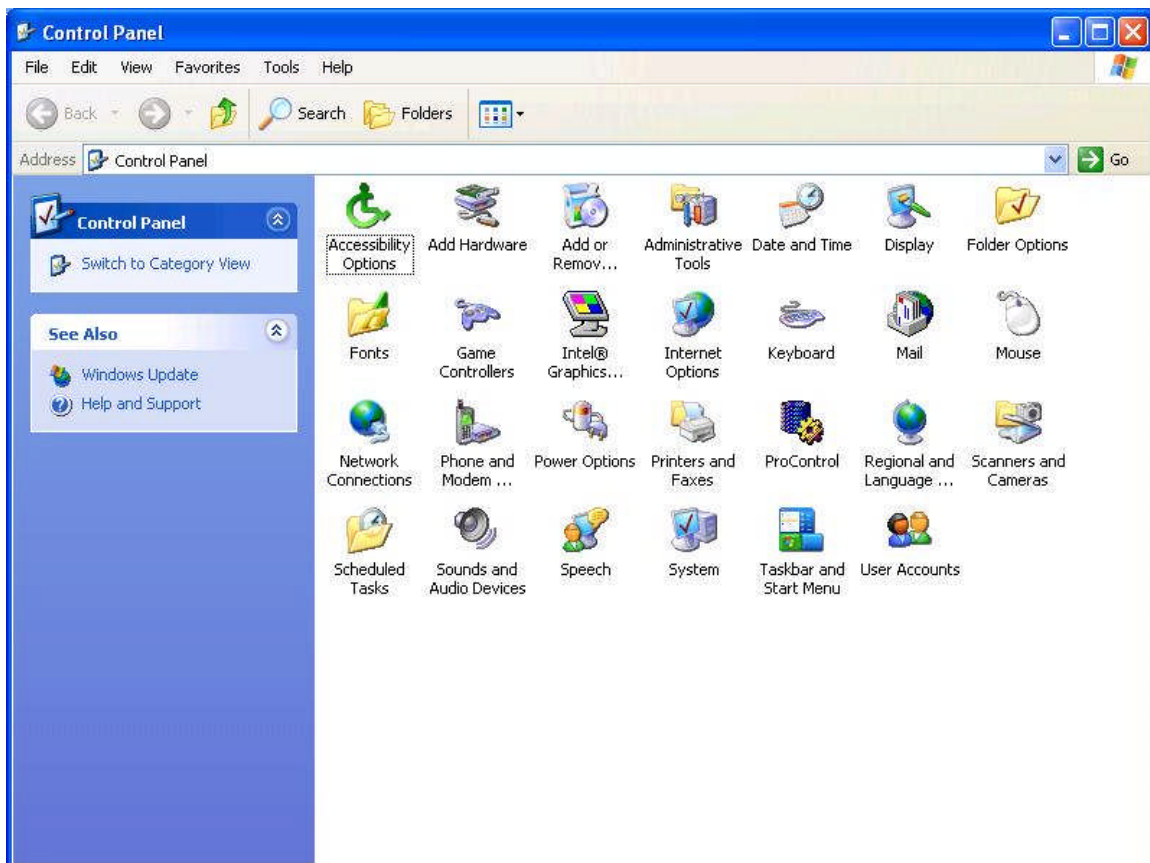 Control Panel
File Edit View Favorites Tools Help
Back Search Folders
Address Control Panel Go
Control Panel
Switch to Category View
See Also
Windows Update
Help and Support
Accessibility Options
Add Hardware
Add or Remov...
Administrative Tools
Date and Time
Display
Folder Options
Fonts
Game Controllers
Intel® Graphics...
Internet Options
Keyboard
Mail
Mouse
Network Connections
Phone and Modem ...
Power Options
Printers and Faxes
ProControl
Regional and Language ...
Scanners and Cameras
Scheduled Tasks
Sounds and Audio Devices
Speech
System
Taskbar and Start Menu
User Accounts